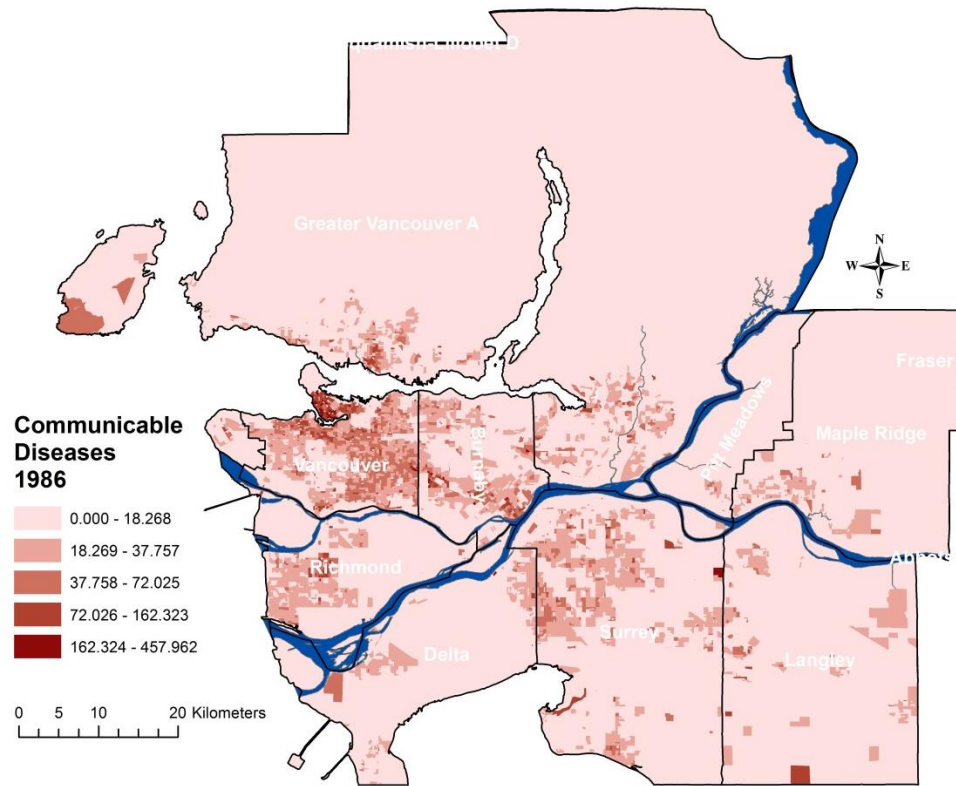 Greater Vancouver A
N
W E
S
Fraser
Pitt Meadows
Maple Ridge
Communicable
Diseases
1986
Vancouver
Burnaby
0.000 - 18.268
18.269 - 37.757
37.758 - 72.025
72.026 - 162.323
162.324 - 457.962
Richmond
Abbots
Surrey
Delta
Langley
0 5 10 20 Kilometers